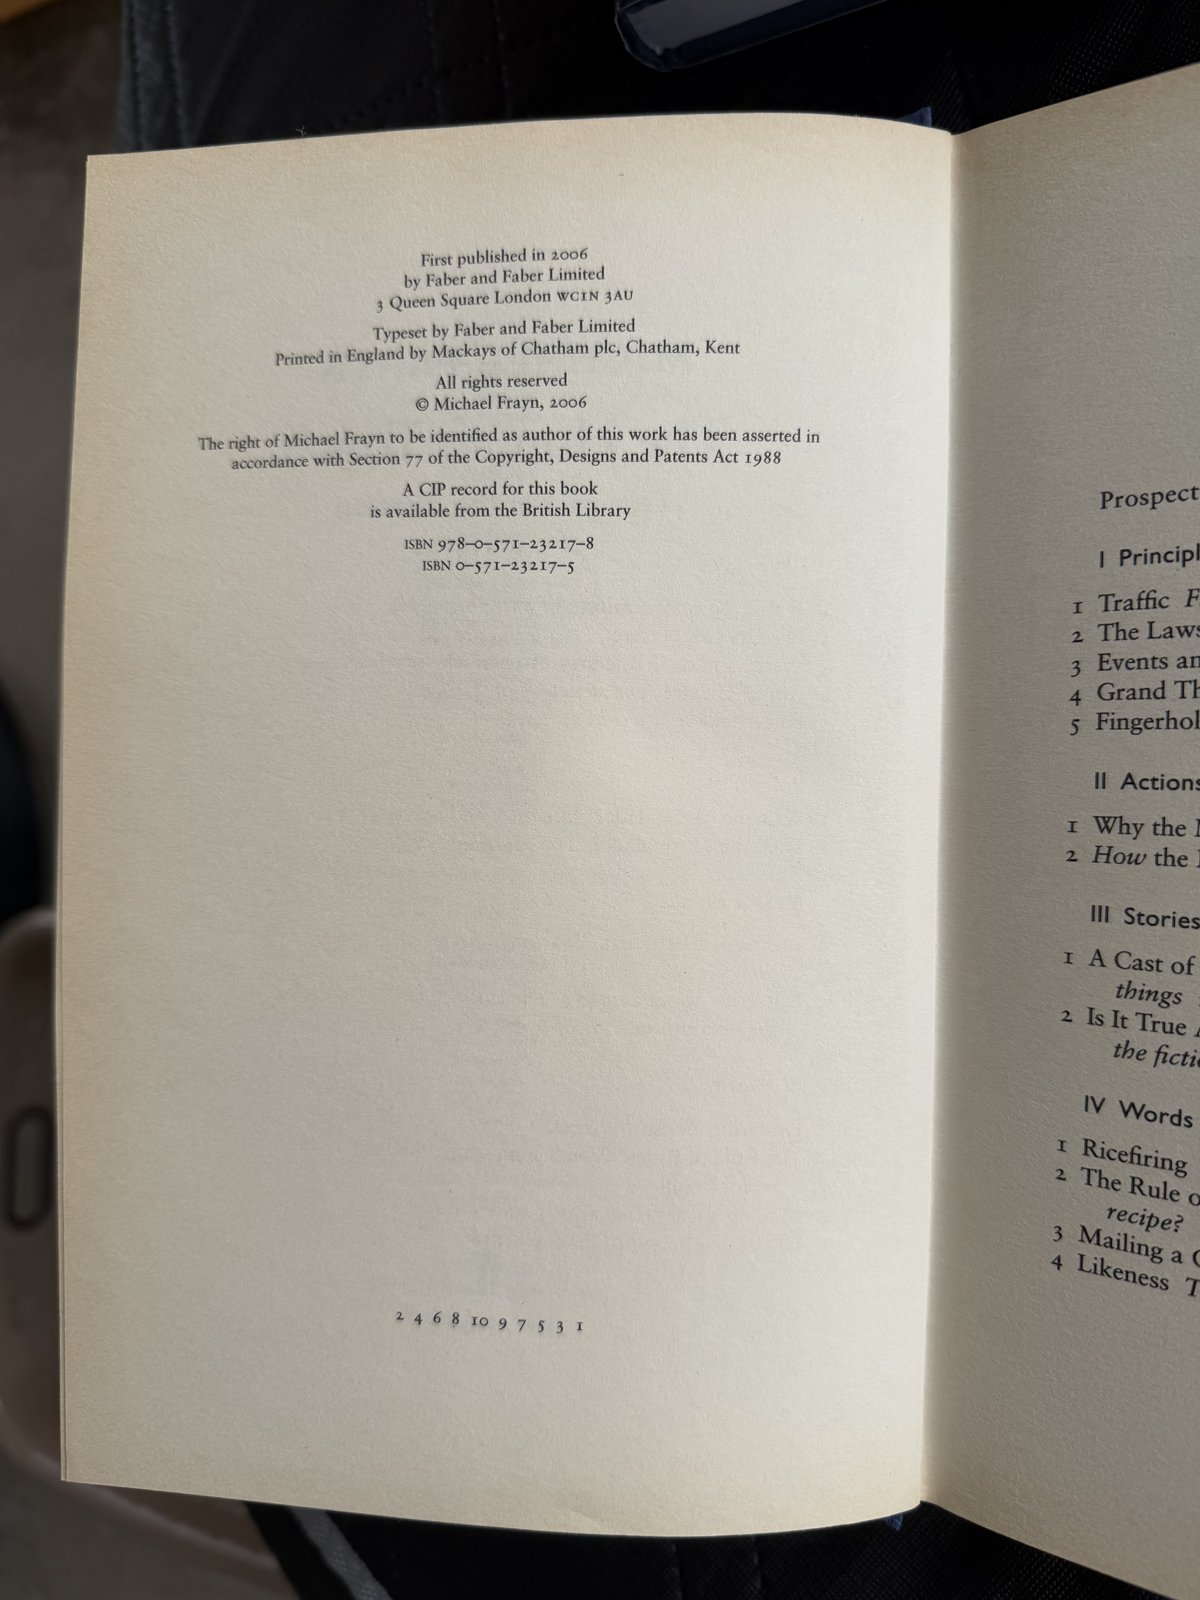 First published in 2006
by Faber and Faber Limited
3 Queen Square London WC1N 3AU
Typeset by Faber and Faber Limited
Printed in England by Mackays of Chatham plc, Chatham, Kent
All rights reserved
© Michael Frayn, 2006
The right of Michael Frayn to be identified as author of this work has been asserted in
accordance with Section 77 of the Copyright, Designs and Patents Act 1988
A CIP record for this book
is available from the British Library
ISBN 978–0–571–23217–8
ISBN 0–571–23217–5
2 4 6 8 10 9 7 5 3 1
Prospect
I Principl
1 Traffic F
2 The Laws
3 Events an
4 Grand Th
5 Fingerhol
II Actions
1 Why the
2 How the
III Stories
1 A Cast of
things
2 Is It True
the ficti
IV Words
1 Ricefiring
2 The Rule o
recipe?
3 Mailing a
4 Likeness T